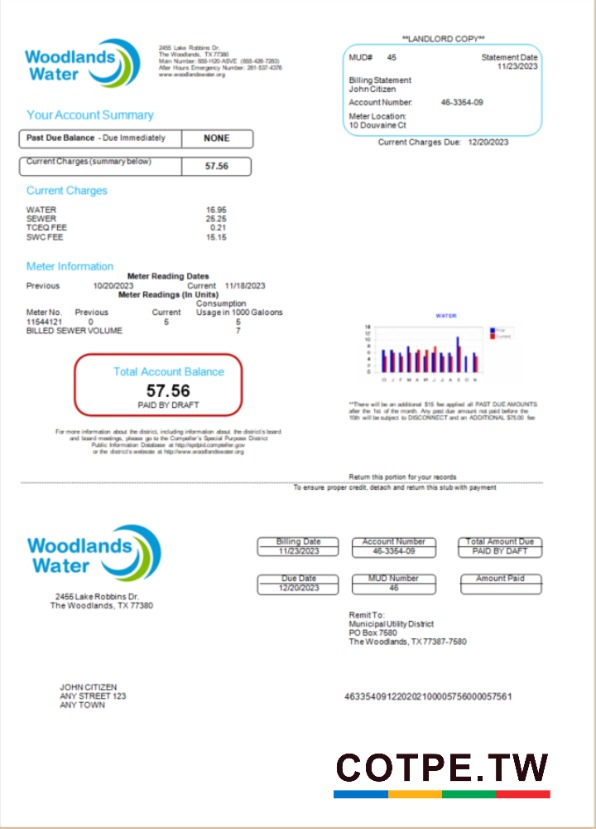 Woodlands
Water
2455 Lake Robbins Dr.
The Woodlands, TX 77380
Main Number: 855-H2O-ASVE (855-426-7283)
After Hours Emergency Number: 281-537-4376
www.woodlandswater.org
**LANDLORD COPY**
MUD# 45 Statement Date
11/23/2023
Billing Statement
John Citizen
Account Number: 46-3354-09
Meter Location:
10 Douvaine Ct
Current Charges Due: 12/20/2023
Your Account Summary
Past Due Balance - Due Immediately NONE
Current Charges (summary below) 57.56
Current Charges
WATER 16.95
SEWER 25.25
TCEQ FEE 0.21
SWC FEE 15.15
Meter Information
Meter Reading Dates
Previous 10/20/2023 Current 11/18/2023
Meter Readings (In Units)
Consumption
Meter No. Previous Current Usage in 1000 Galoons
11544121 0 5 5
BILLED SEWER VOLUME 7
Total Account Balance
57.56
PAID BY DRAFT
WATER
14
12
10
8
6
4
2
0
Current
**There will be an additional $15 fee applied all PAST DUE AMOUNTS
after the 1st of the month. Any past due amount not paid before the
10th will be subject to DISCONNECT and an ADDITIONAL $75.00 fee
For more information about the district, including information about the district's board
and board meetings, please go to the Comptroller's Special Purpose District
Public Information Database at http://spdpid.comptroller.gov
or the district's website at http://www.woodlandswater.org
Return this portion for your records
To ensure proper credit, detach and return this stub with payment
Woodlands
Water
2455 Lake Robbins Dr.
The Woodlands, TX 77380
Billing Date Account Number Total Amount Due
11/23/2023 46-3354-09 PAID BY DAFT
Due Date MUD Number Amount Paid
12/20/2023 46
Remit To:
Municipal Utility District
PO Box 7580
The Woodlands, TX 77387-7580
JOHN CITIZEN
ANY STREET 123
ANY TOWN
46335409122020210000575600005 7561
COTPE.TW